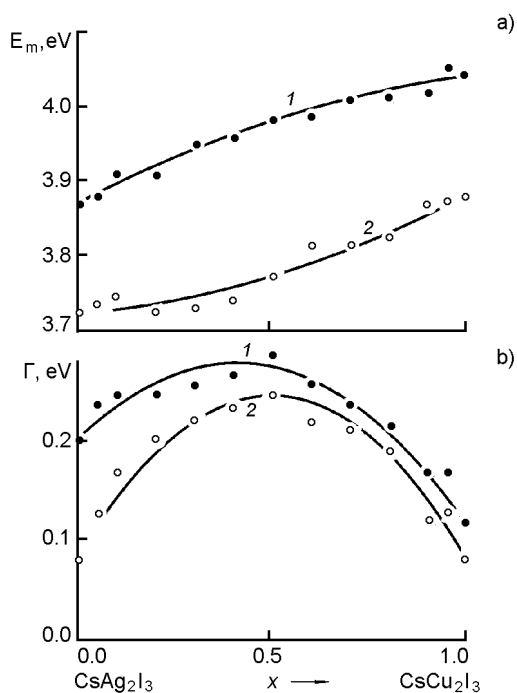 a)
E_m, eV
4.0
3.9
3.8
3.7
1
2
b)
Γ, eV
0.2
0.1
0.0
1
2
0.0 0.5 1.0
CsAg₂I₃ x → CsCu₂I₃